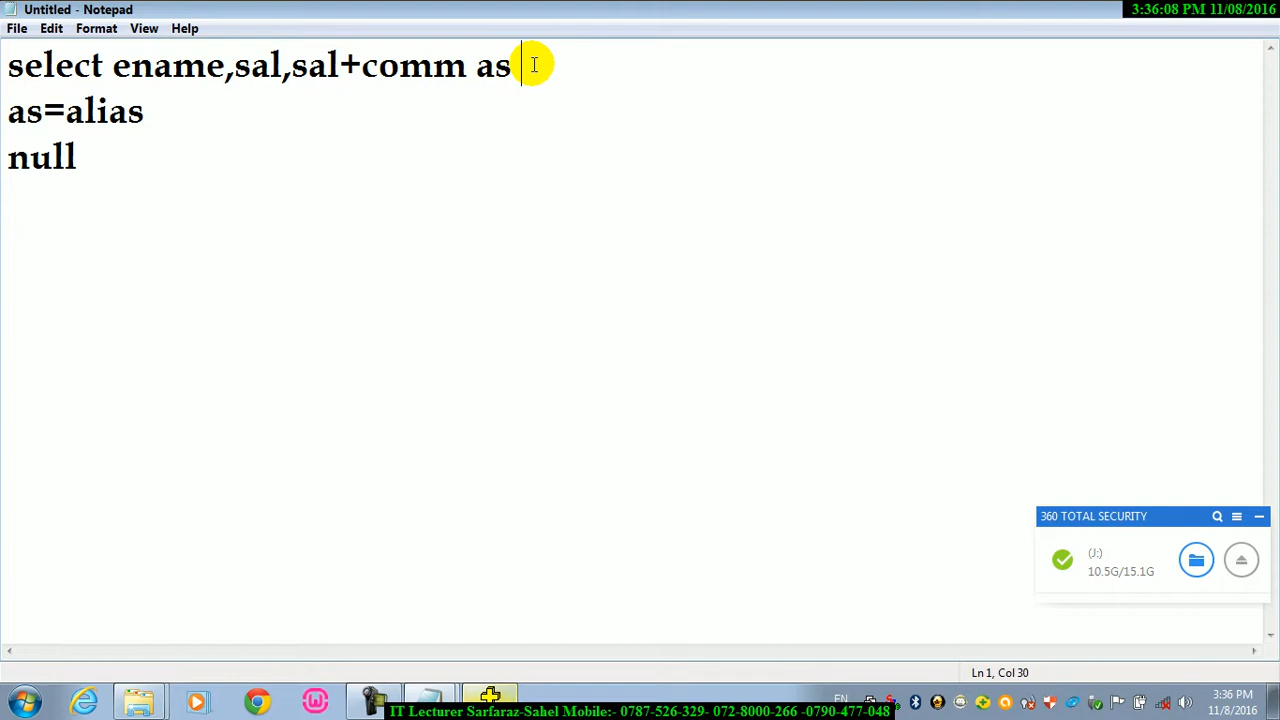 Untitled - Notepad
3:36:08 PM 11/08/2016
File Edit Format View Help
select ename,sal,sal+comm as
as=alias
null
360 TOTAL SECURITY
(J:)
10.5G/15.1G
Ln 1, Col 30
EN
3:36 PM
11/8/2016
IT Lecturer Sarfaraz-Sahel Mobile:- 0787-526-329- 072-8000-266 -0790-477-048